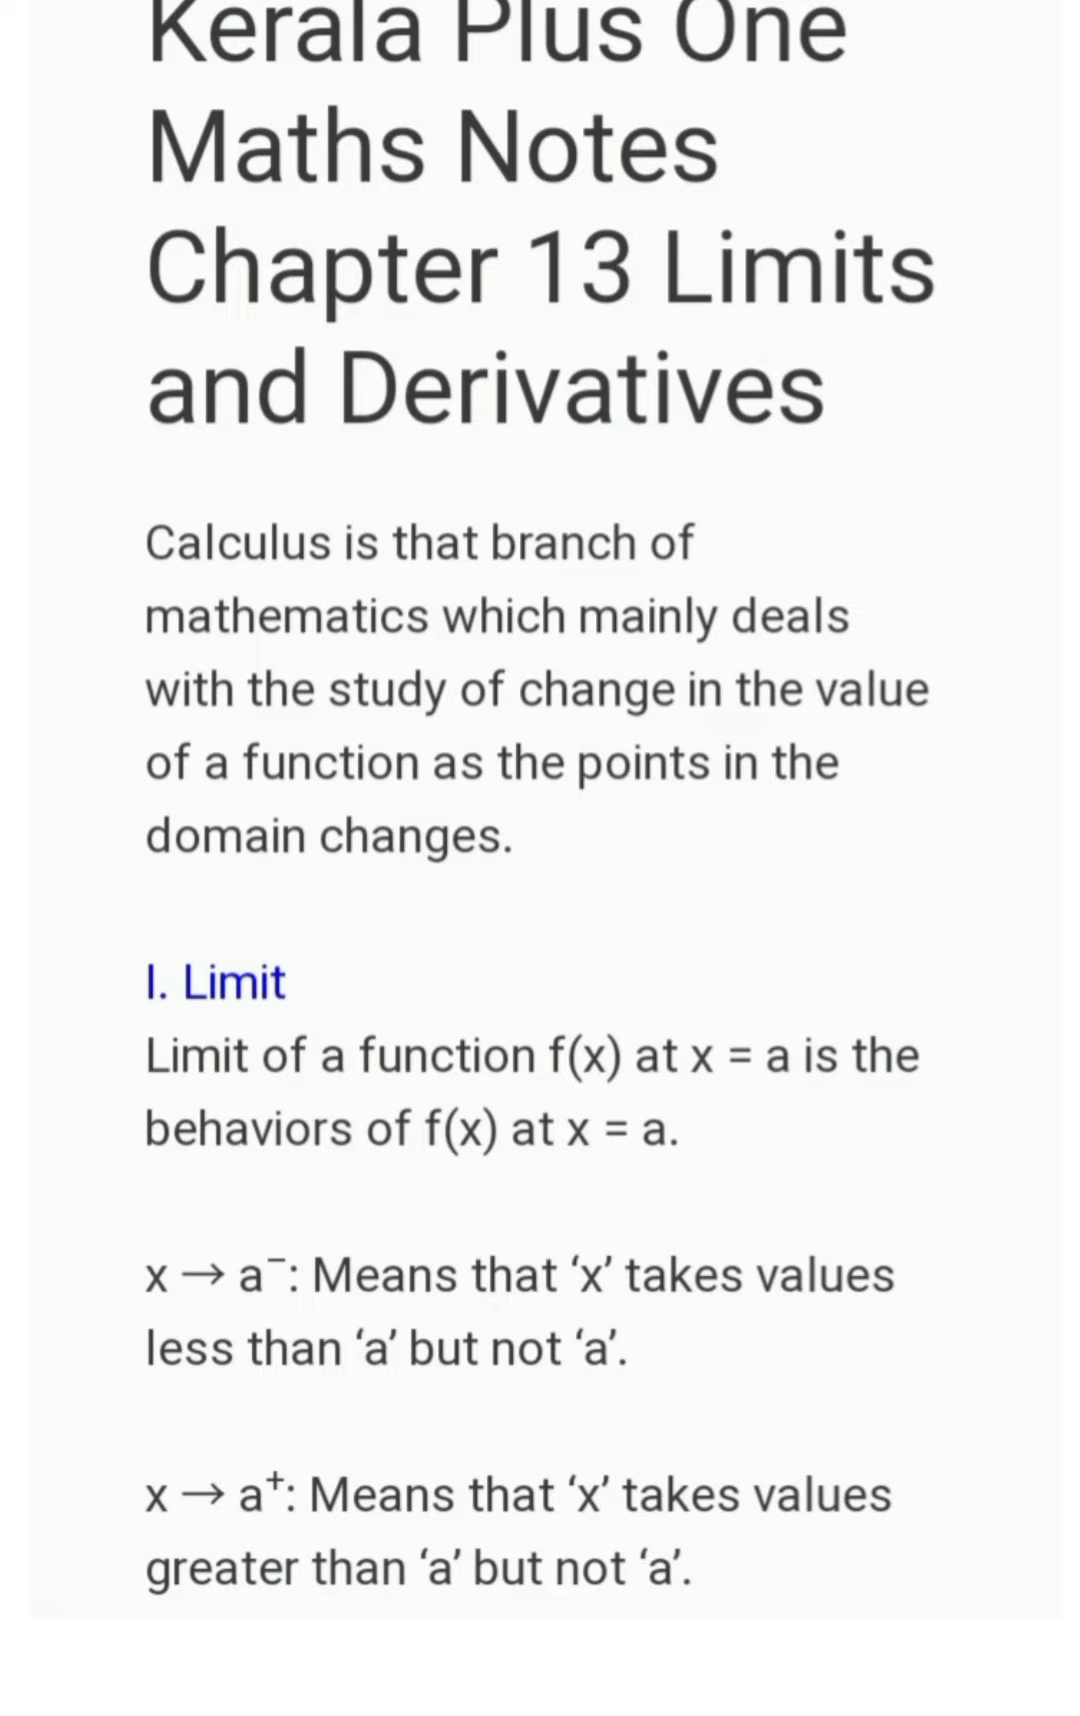 Kerala Plus One
Maths Notes
Chapter 13 Limits
and Derivatives
Calculus is that branch of
mathematics which mainly deals
with the study of change in the value
of a function as the points in the
domain changes.
I. Limit
Limit of a function f(x) at x = a is the
behaviors of f(x) at x = a.
x → a⁻: Means that ‘x’ takes values
less than ‘a’ but not ‘a’.
x → a⁺: Means that ‘x’ takes values
greater than ‘a’ but not ‘a’.